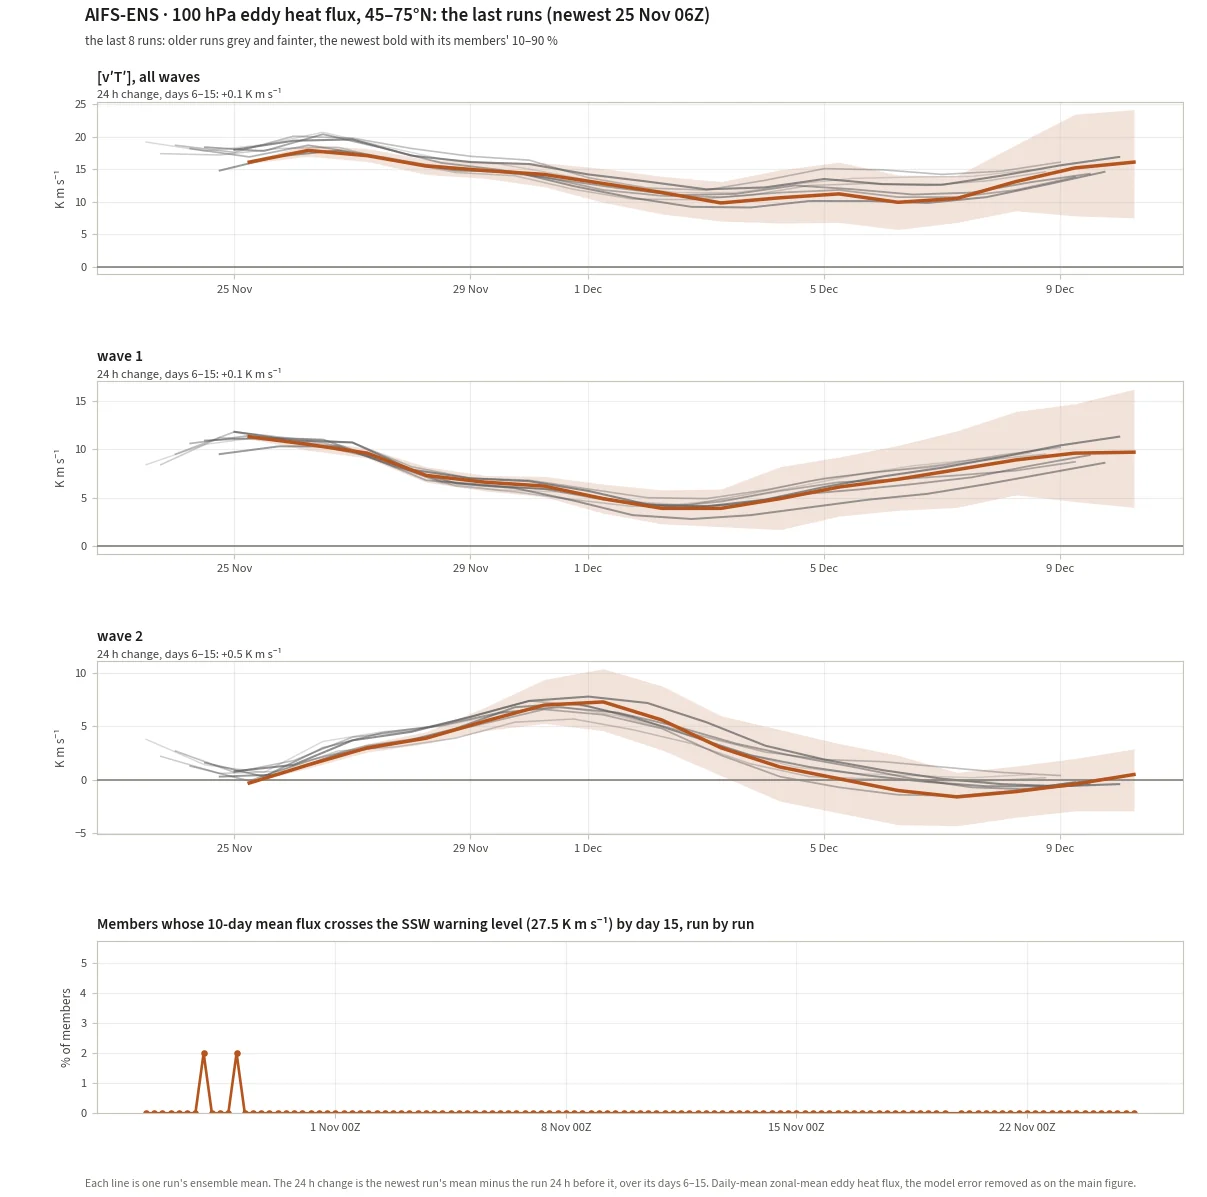 AIFS-ENS · 100 hPa eddy heat flux, 45–75°N: the last runs (newest 25 Nov 06Z)
the last 8 runs: older runs grey and fainter, the newest bold with its members' 10–90 %
[v′T′], all waves
24 h change, days 6–15: +0.1 K m s⁻¹
25
20
15
10
5
0
K m s⁻¹
25 Nov
29 Nov
1 Dec
5 Dec
9 Dec
wave 1
24 h change, days 6–15: +0.1 K m s⁻¹
15
10
5
0
K m s⁻¹
25 Nov
29 Nov
1 Dec
5 Dec
9 Dec
wave 2
24 h change, days 6–15: +0.5 K m s⁻¹
10
5
0
−5
K m s⁻¹
25 Nov
29 Nov
1 Dec
5 Dec
9 Dec
Members whose 10-day mean flux crosses the SSW warning level (27.5 K m s⁻¹) by day 15, run by run
5
4
3
2
1
0
% of members
1 Nov 00Z
8 Nov 00Z
15 Nov 00Z
22 Nov 00Z
Each line is one run's ensemble mean. The 24 h change is the newest run's mean minus the run 24 h before it, over its days 6–15. Daily-mean zonal-mean eddy heat flux, the model error removed as on the main figure.